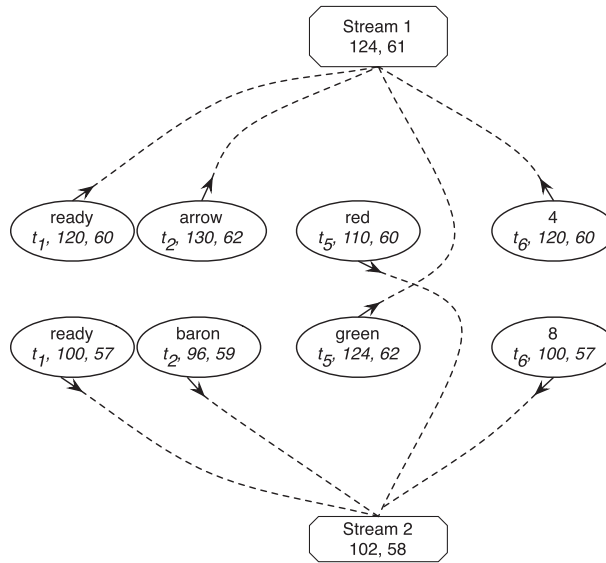 Stream 1
124, 61
ready
t1, 120, 60
arrow
t2, 130, 62
red
t5, 110, 60
4
t6, 120, 60
ready
t1, 100, 57
baron
t2, 96, 59
green
t5, 124, 62
8
t6, 100, 57
Stream 2
102, 58